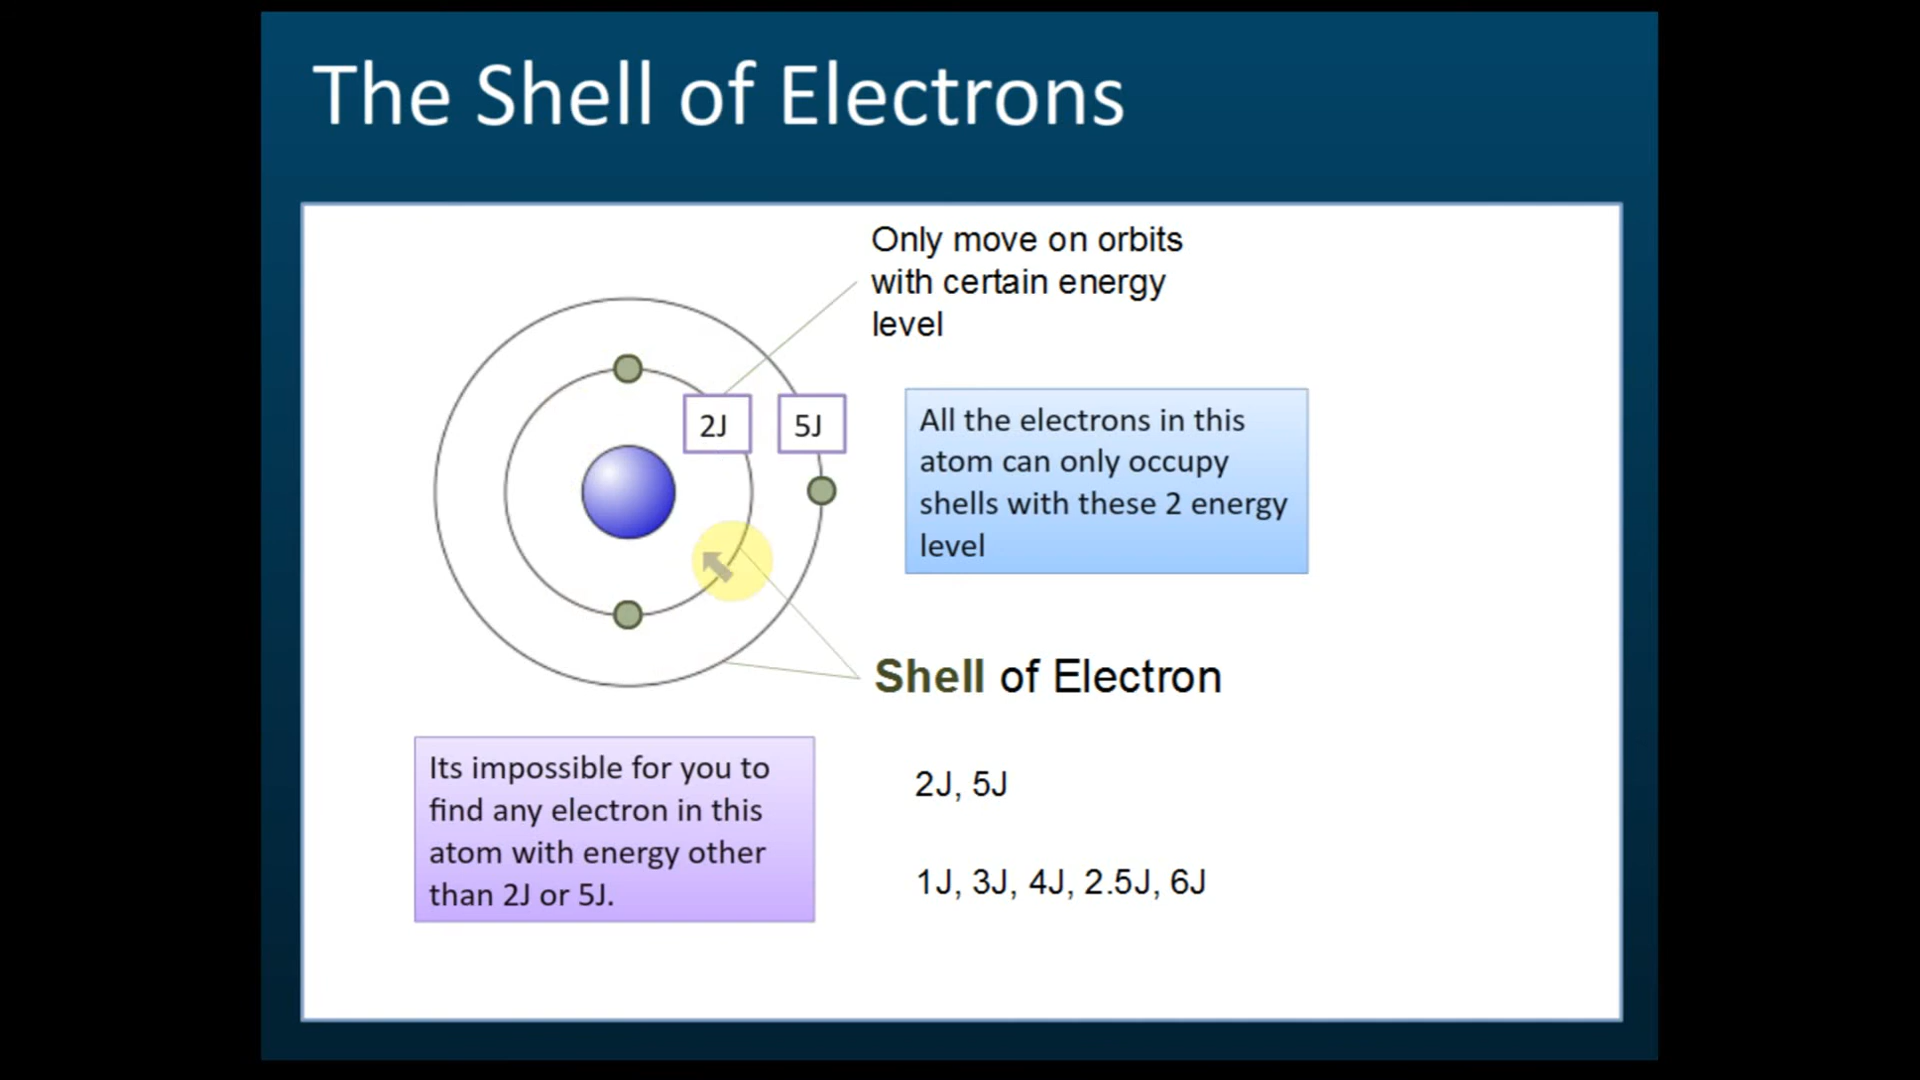 The Shell of Electrons
Only move on orbits
with certain energy
level
2J
5J
All the electrons in this
atom can only occupy
shells with these 2 energy
level
Shell of Electron
Its impossible for you to
find any electron in this
atom with energy other
than 2J or 5J.
2J, 5J
1J, 3J, 4J, 2.5J, 6J